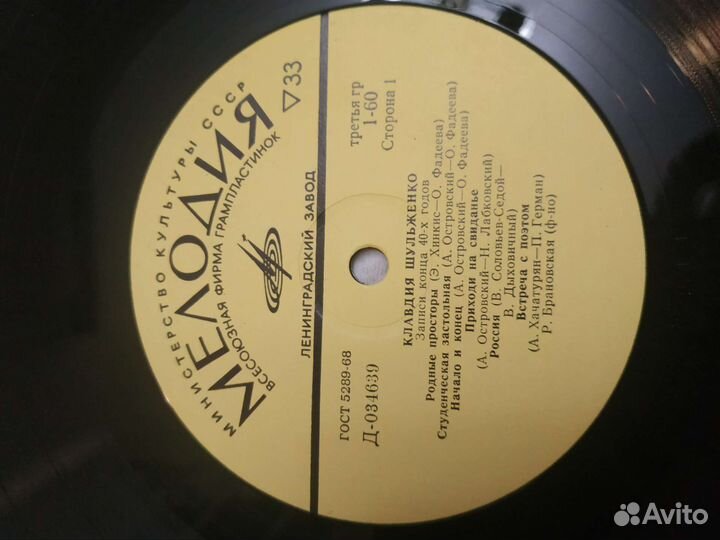 МИНИСТЕРСТВО КУЛЬТУРЫ СССР
МЕЛОДИЯ
ВСЕСОЮЗНАЯ ФИРМА ГРАМПЛАСТИНОК
▽33
ЛЕНИНГРАДСКИЙ ЗАВОД
ГОСТ 5289-68
Д-034639
третья гр
1-60
Сторона 1
КЛАВДИЯ ШУЛЬЖЕНКО
Записи конца 40-х годов
Родные просторы (Э. Хинкис—О. Фадеева)
Студенческая застольная (А. Островский—О. Фадеева)
Начало и конец (А. Островский—О. Фадеева)
Приходи на свиданье
(А. Островский—Н. Лабковский)
Россия (В. Соловьев-Седой—
В. Дыховичный)
Встреча с поэтом
(А. Хачатурян—П. Герман)
Р. Брановская (ф-но)
Avito